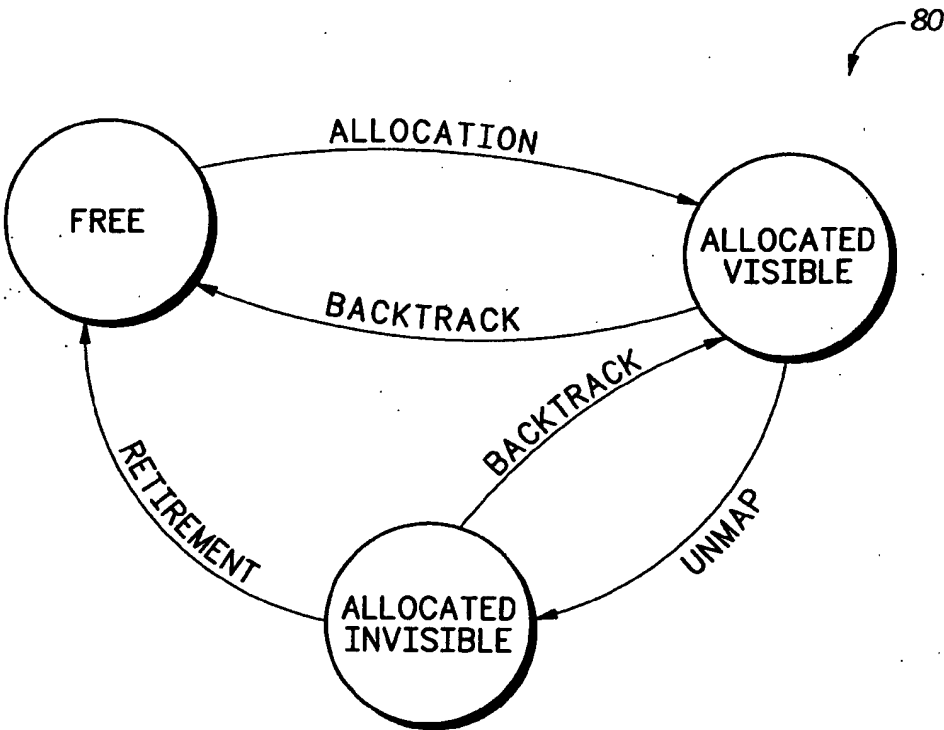 80
ALLOCATION
FREE
ALLOCATED
VISIBLE
BACKTRACK
BACKTRACK
RETIREMENT
UNMAP
ALLOCATED
INVISIBLE